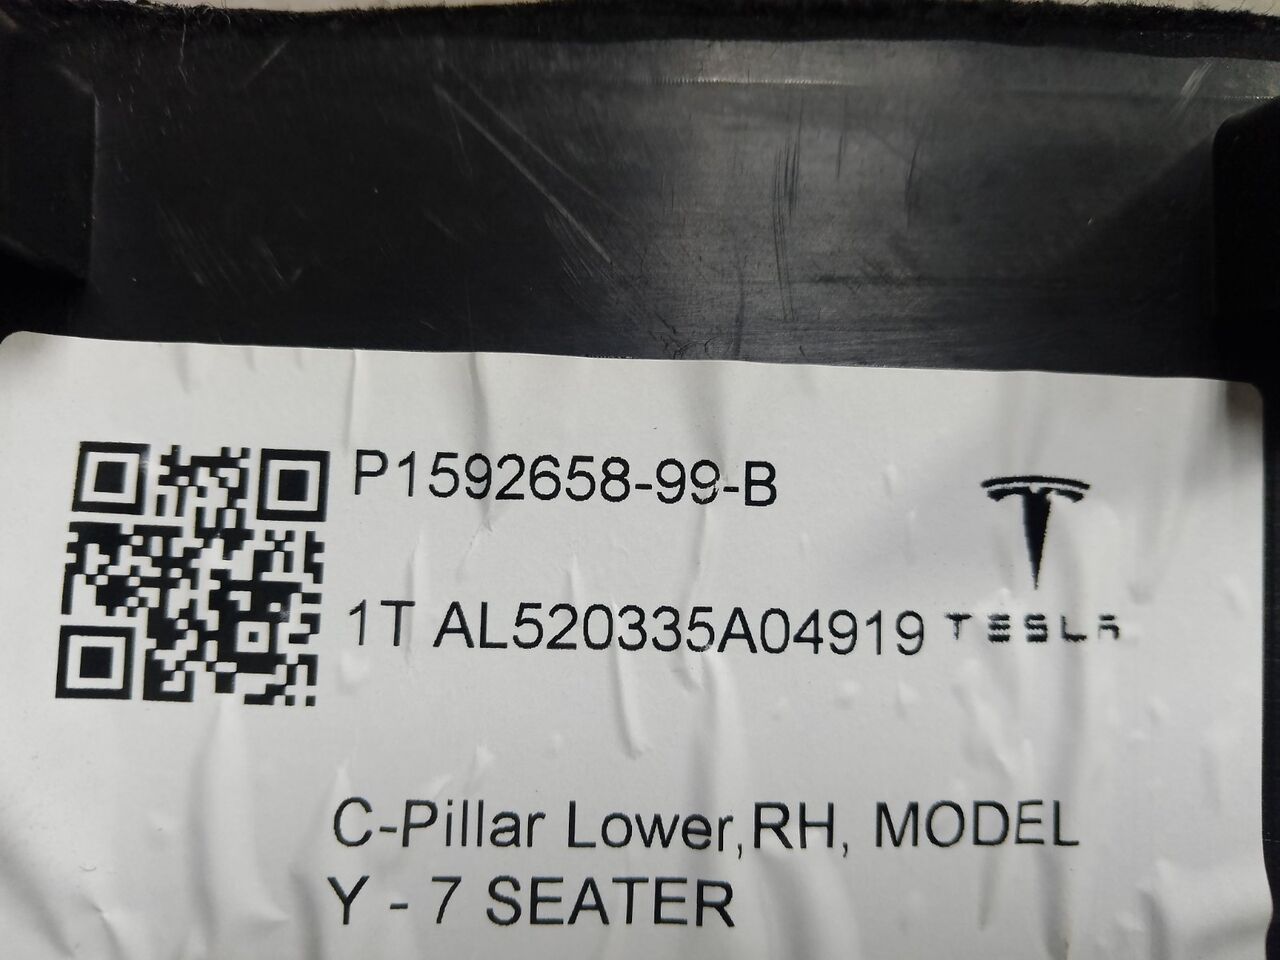 P1592658-99-B
1T AL520335A04919
TESLA
C-Pillar Lower,RH, MODEL
Y - 7 SEATER